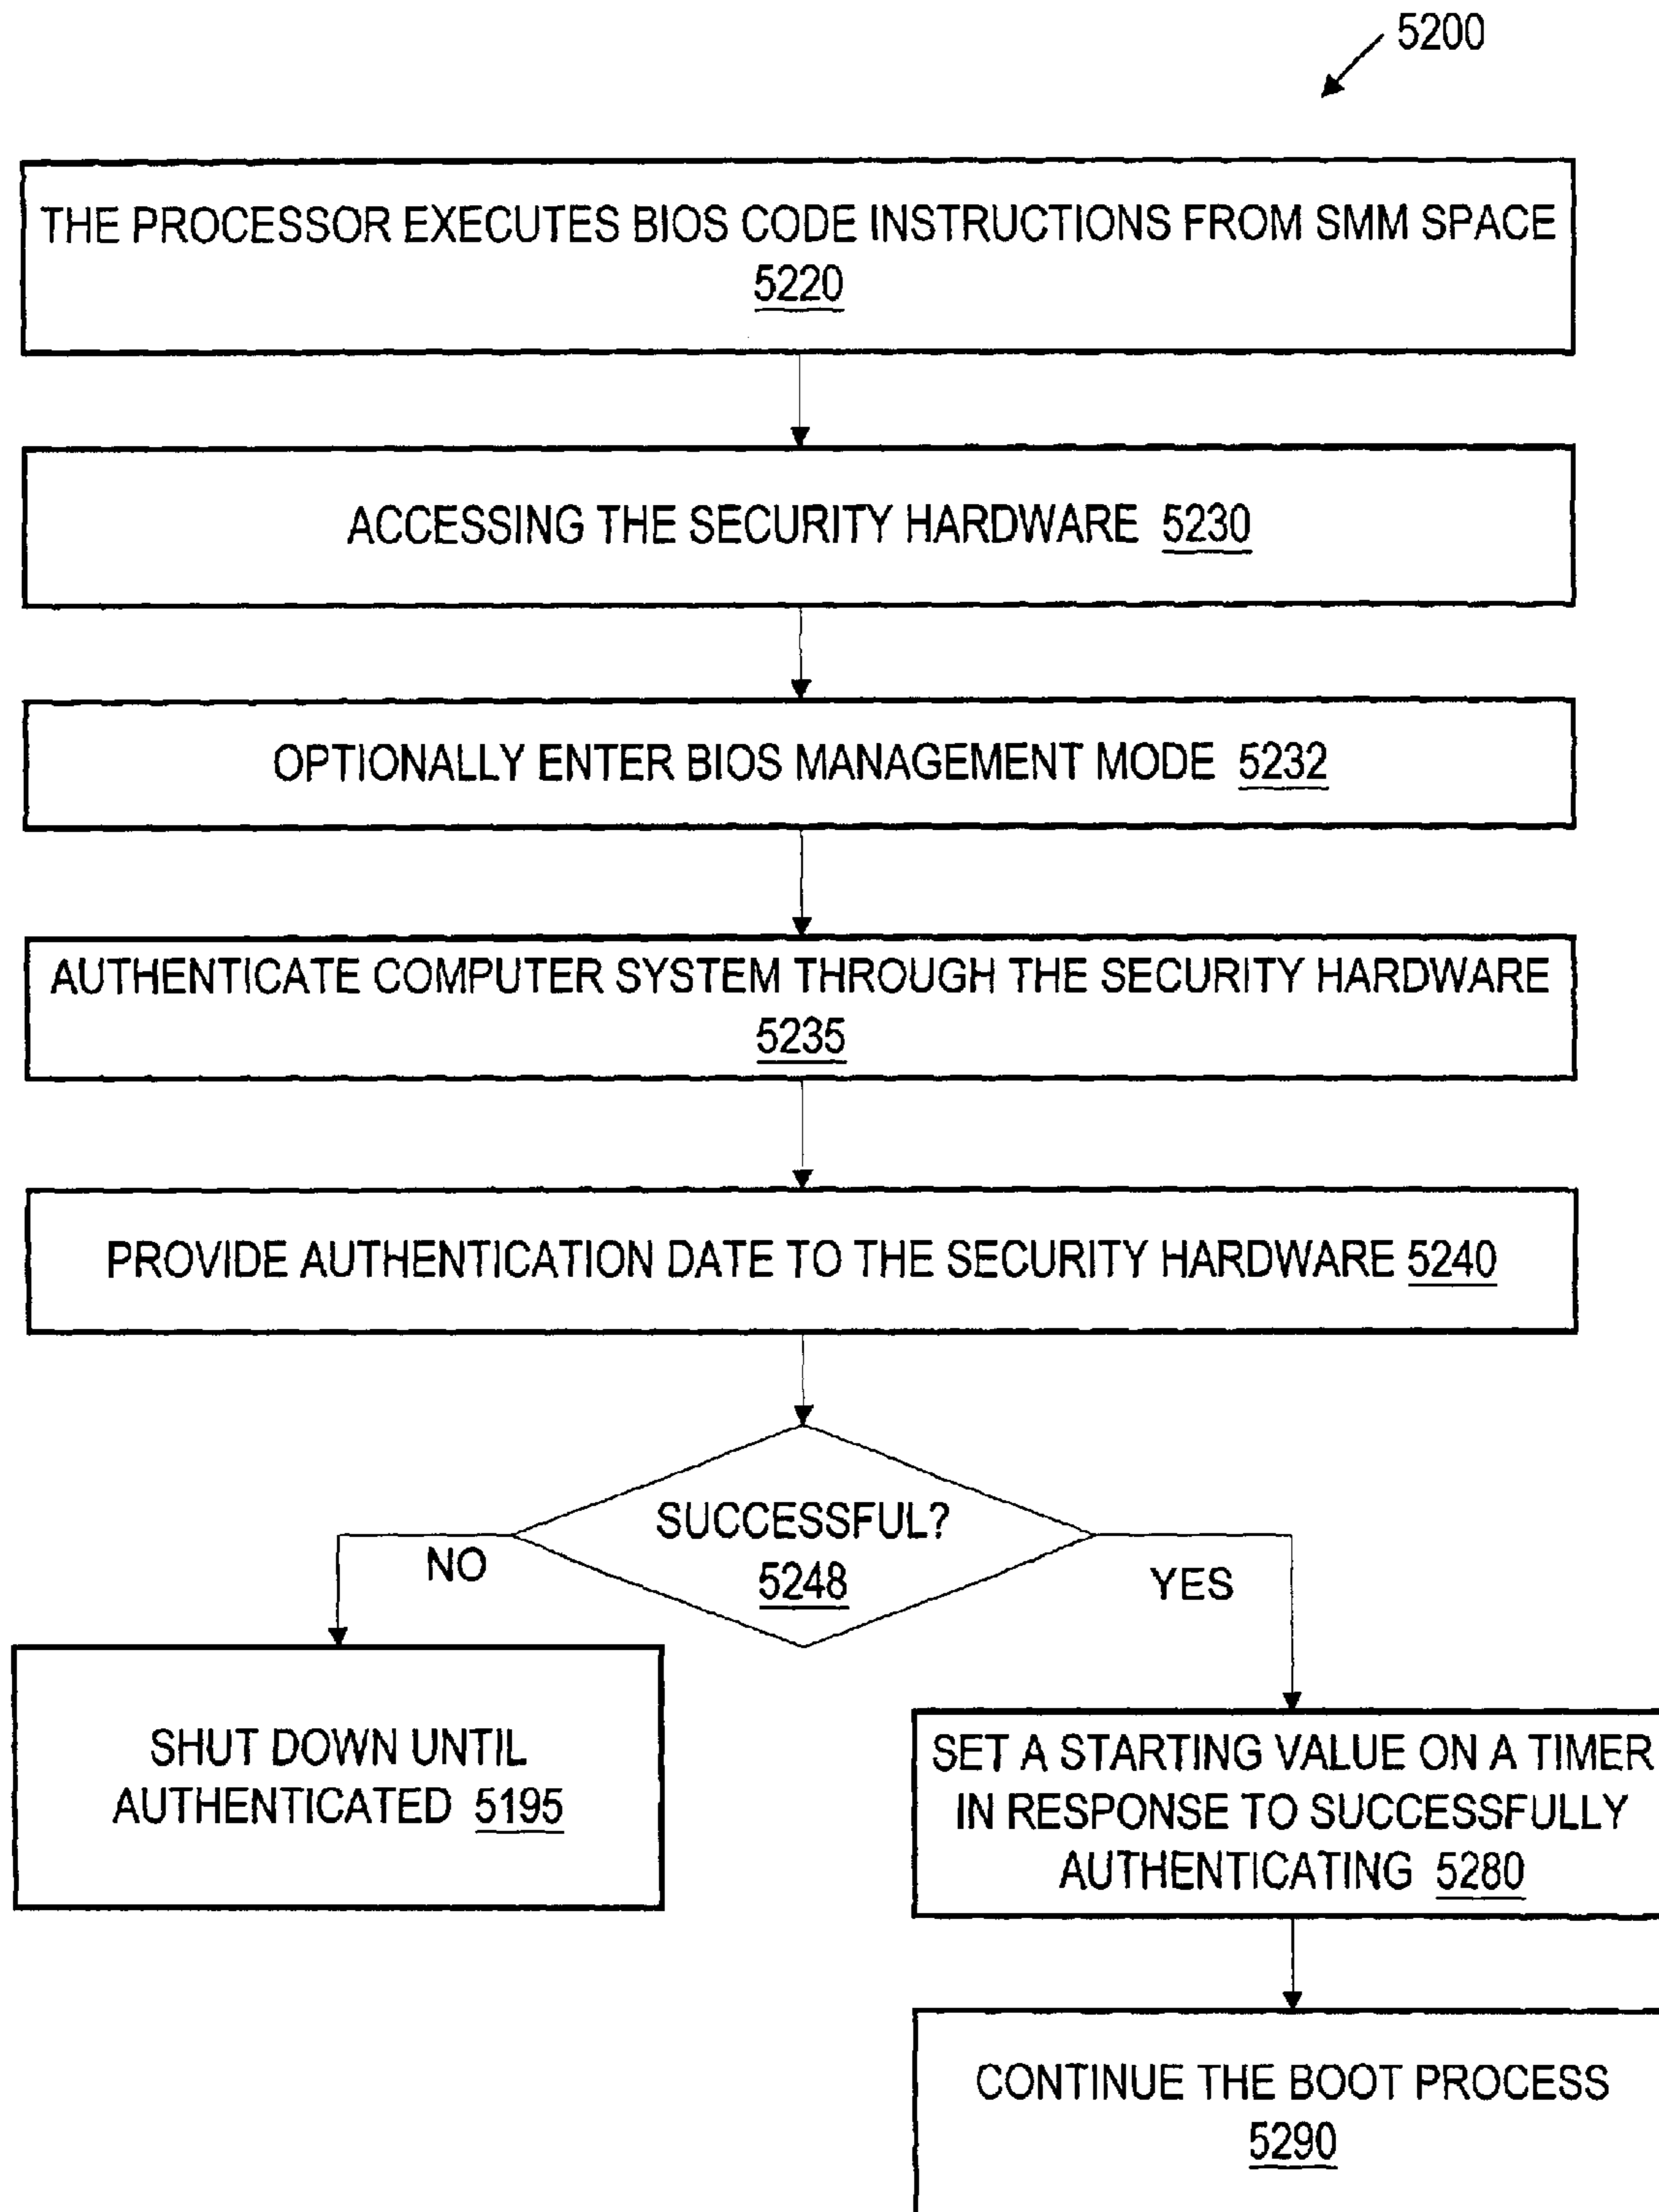 5200
THE PROCESSOR EXECUTES BIOS CODE INSTRUCTIONS FROM SMM SPACE
5220
ACCESSING THE SECURITY HARDWARE 5230
OPTIONALLY ENTER BIOS MANAGEMENT MODE 5232
AUTHENTICATE COMPUTER SYSTEM THROUGH THE SECURITY HARDWARE
5235
PROVIDE AUTHENTICATION DATE TO THE SECURITY HARDWARE 5240
SUCCESSFUL?
5248
NO
YES
SHUT DOWN UNTIL
AUTHENTICATED 5195
SET A STARTING VALUE ON A TIMER
IN RESPONSE TO SUCCESSFULLY
AUTHENTICATING 5280
CONTINUE THE BOOT PROCESS
5290